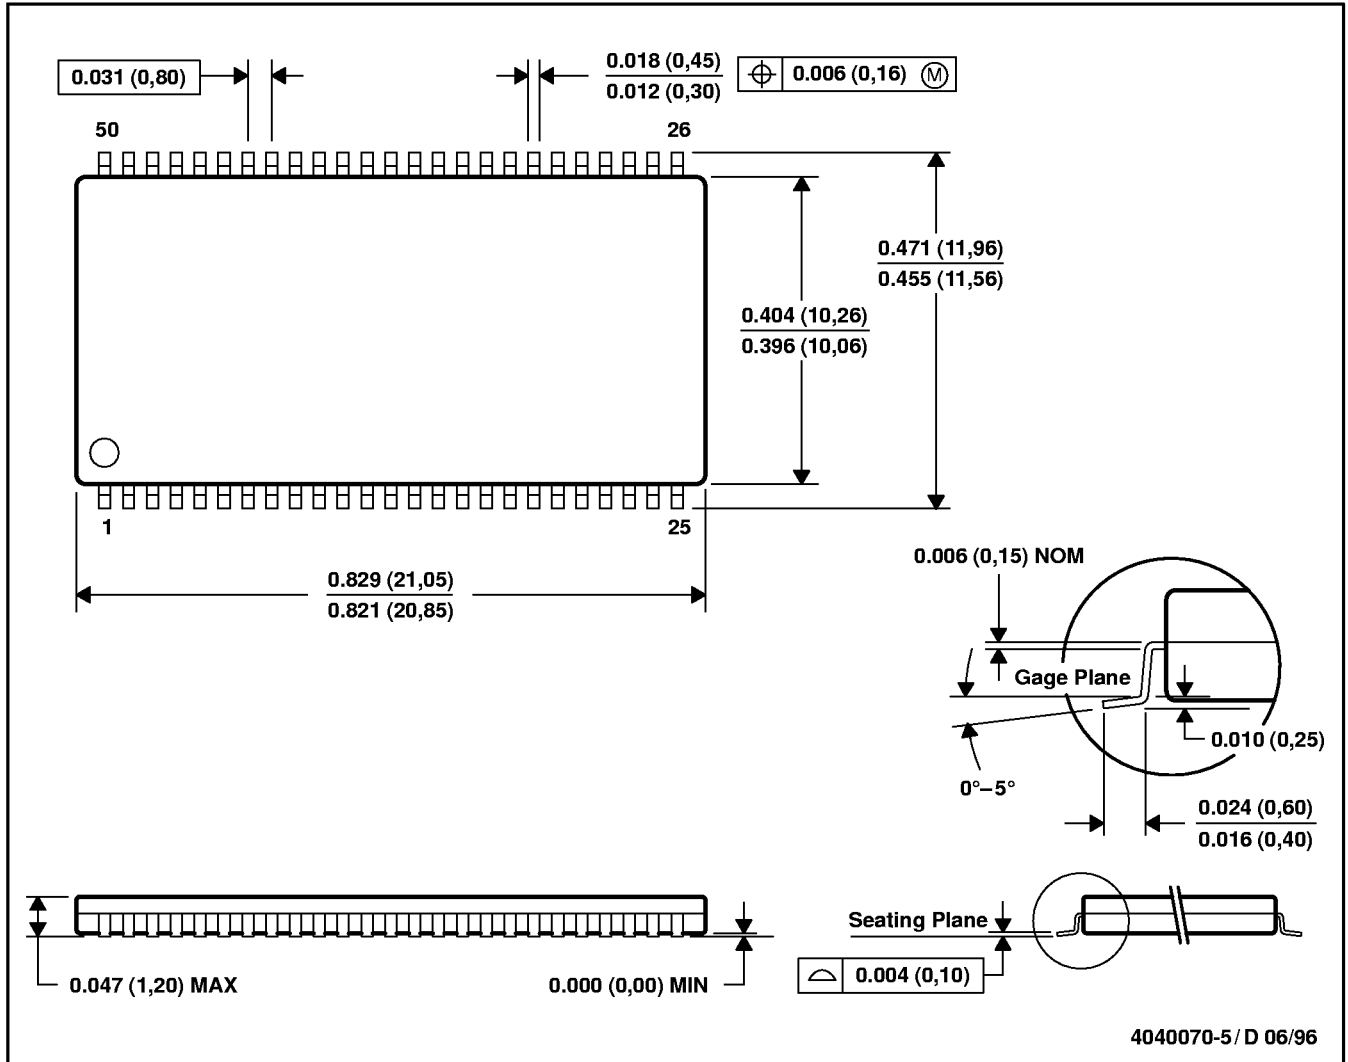 0.031 (0,80)
0.018 (0,45)
0.012 (0,30)
0.006 (0,16) Ⓜ
50
26
0.471 (11,96)
0.455 (11,56)
0.404 (10,26)
0.396 (10,06)
1
25
0.829 (21,05)
0.821 (20,85)
0.006 (0,15) NOM
Gage Plane
0.010 (0,25)
0°–5°
0.024 (0,60)
0.016 (0,40)
Seating Plane
0.004 (0,10)
0.047 (1,20) MAX
0.000 (0,00) MIN
4040070-5/D 06/96